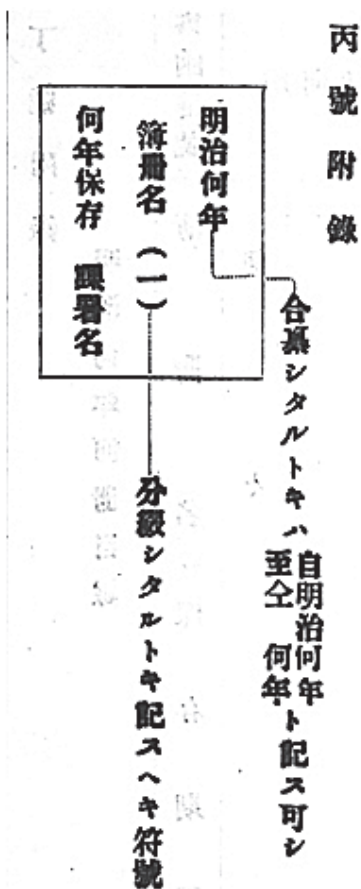 丙號附錄
合綴シタルトキハ自明治何年至仝何年ト記ス可シ
明治何年
簿冊名（一）
分綴シタルトキ記スヘキ符號
何年保存 課署名